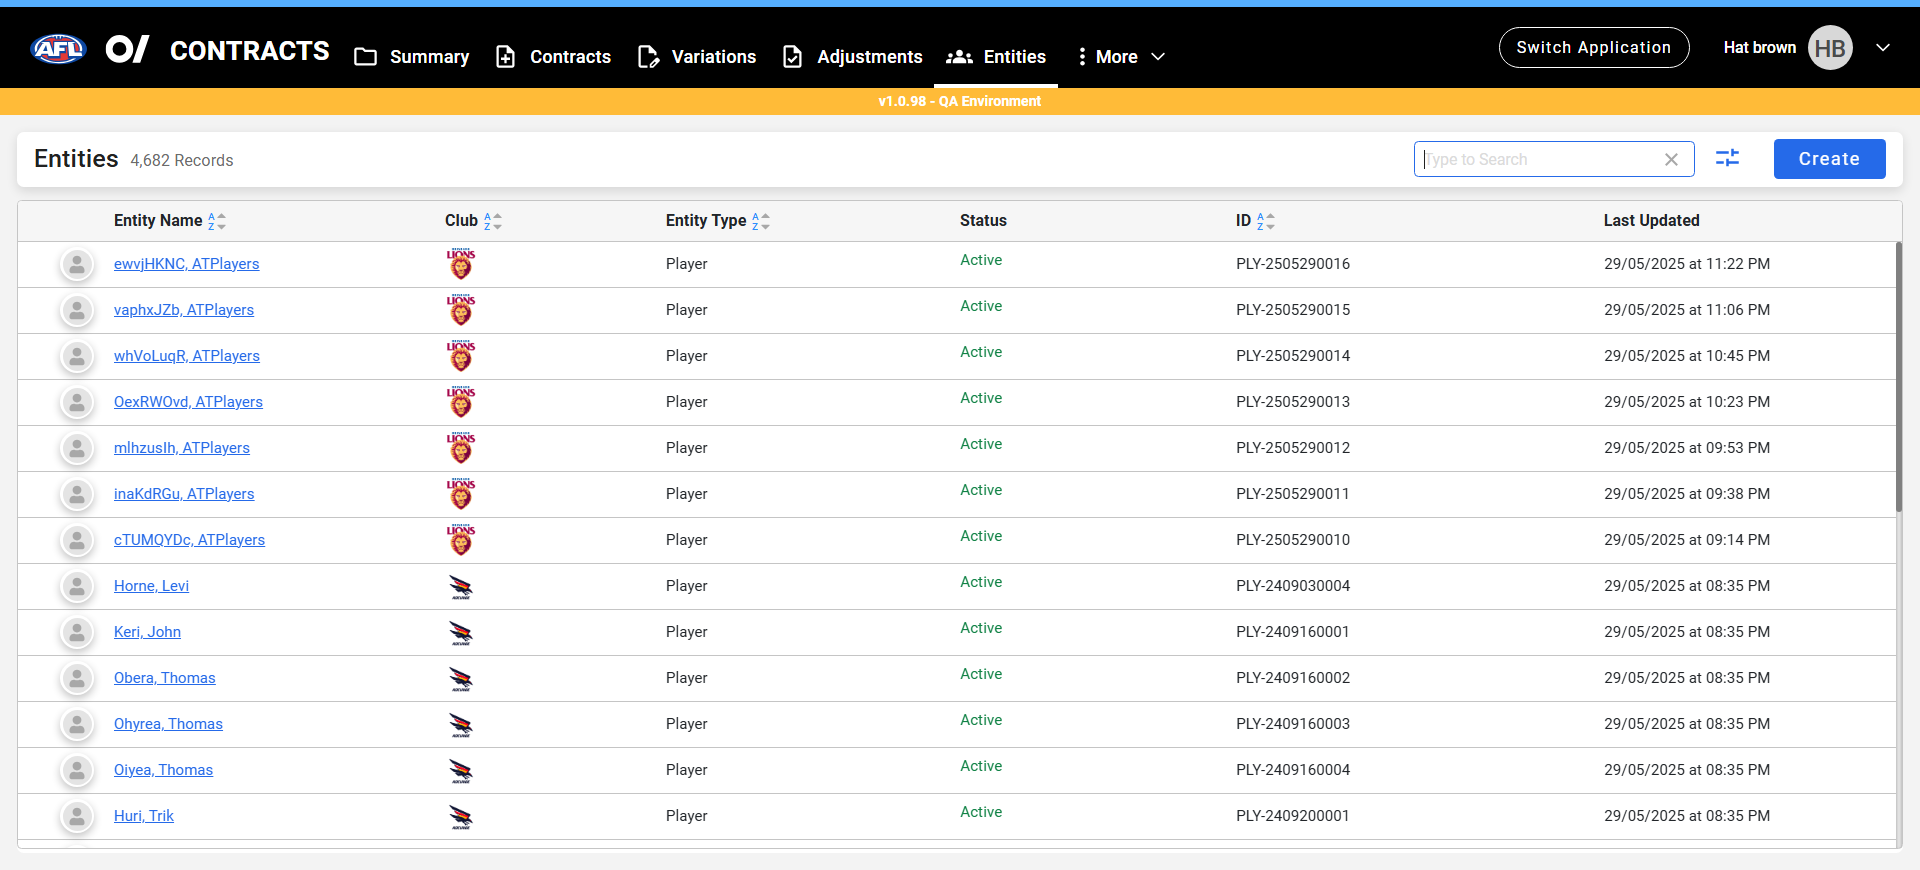 AFL CONTRACTS Summary Contracts Variations Adjustments Entities More Switch Application Hat brown HB
v1.0.98 - QA Environment
Entities 4,682 Records Type to Search Create
Entity Name Club Entity Type Status ID Last Updated
ewvjHKNC, ATPlayers LIONS Player Active PLY-2505290016 29/05/2025 at 11:22 PM
vaphxJZb, ATPlayers LIONS Player Active PLY-2505290015 29/05/2025 at 11:06 PM
whVoLuqR, ATPlayers LIONS Player Active PLY-2505290014 29/05/2025 at 10:45 PM
OexRWOvd, ATPlayers LIONS Player Active PLY-2505290013 29/05/2025 at 10:23 PM
mlhzuslh, ATPlayers LIONS Player Active PLY-2505290012 29/05/2025 at 09:53 PM
inaKdRGu, ATPlayers LIONS Player Active PLY-2505290011 29/05/2025 at 09:38 PM
cTUMQYDc, ATPlayers LIONS Player Active PLY-2505290010 29/05/2025 at 09:14 PM
Horne, Levi Player Active PLY-2409030004 29/05/2025 at 08:35 PM
Keri, John Player Active PLY-2409160001 29/05/2025 at 08:35 PM
Obera, Thomas Player Active PLY-2409160002 29/05/2025 at 08:35 PM
Ohyrea, Thomas Player Active PLY-2409160003 29/05/2025 at 08:35 PM
Oiyea, Thomas Player Active PLY-2409160004 29/05/2025 at 08:35 PM
Huri, Trik Player Active PLY-2409200001 29/05/2025 at 08:35 PM